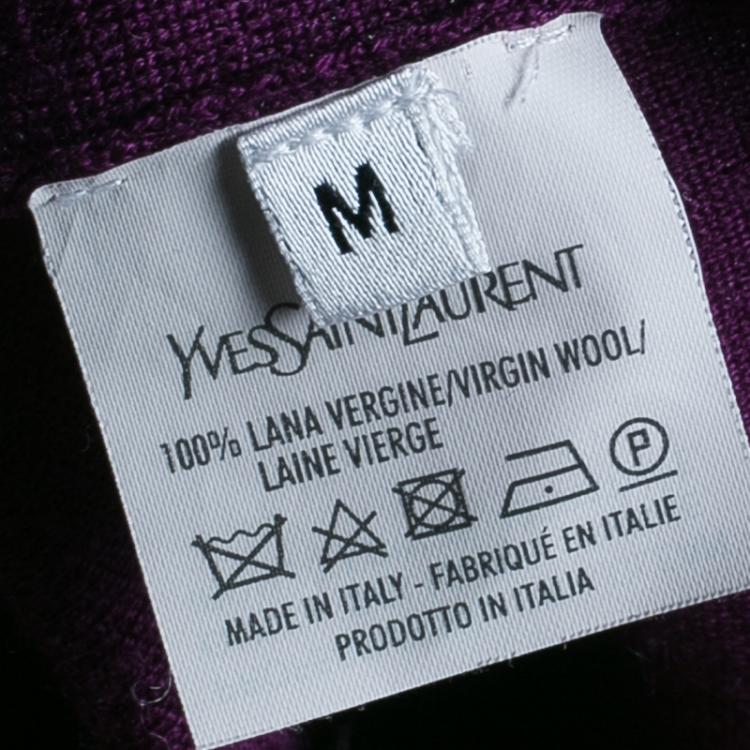 M
YVESSAINTLAURENT
100% LANA VERGINE/VIRGIN WOOL/
LAINE VIERGE
P
MADE IN ITALY - FABRIQUÉ EN ITALIE
PRODOTTO IN ITALIA